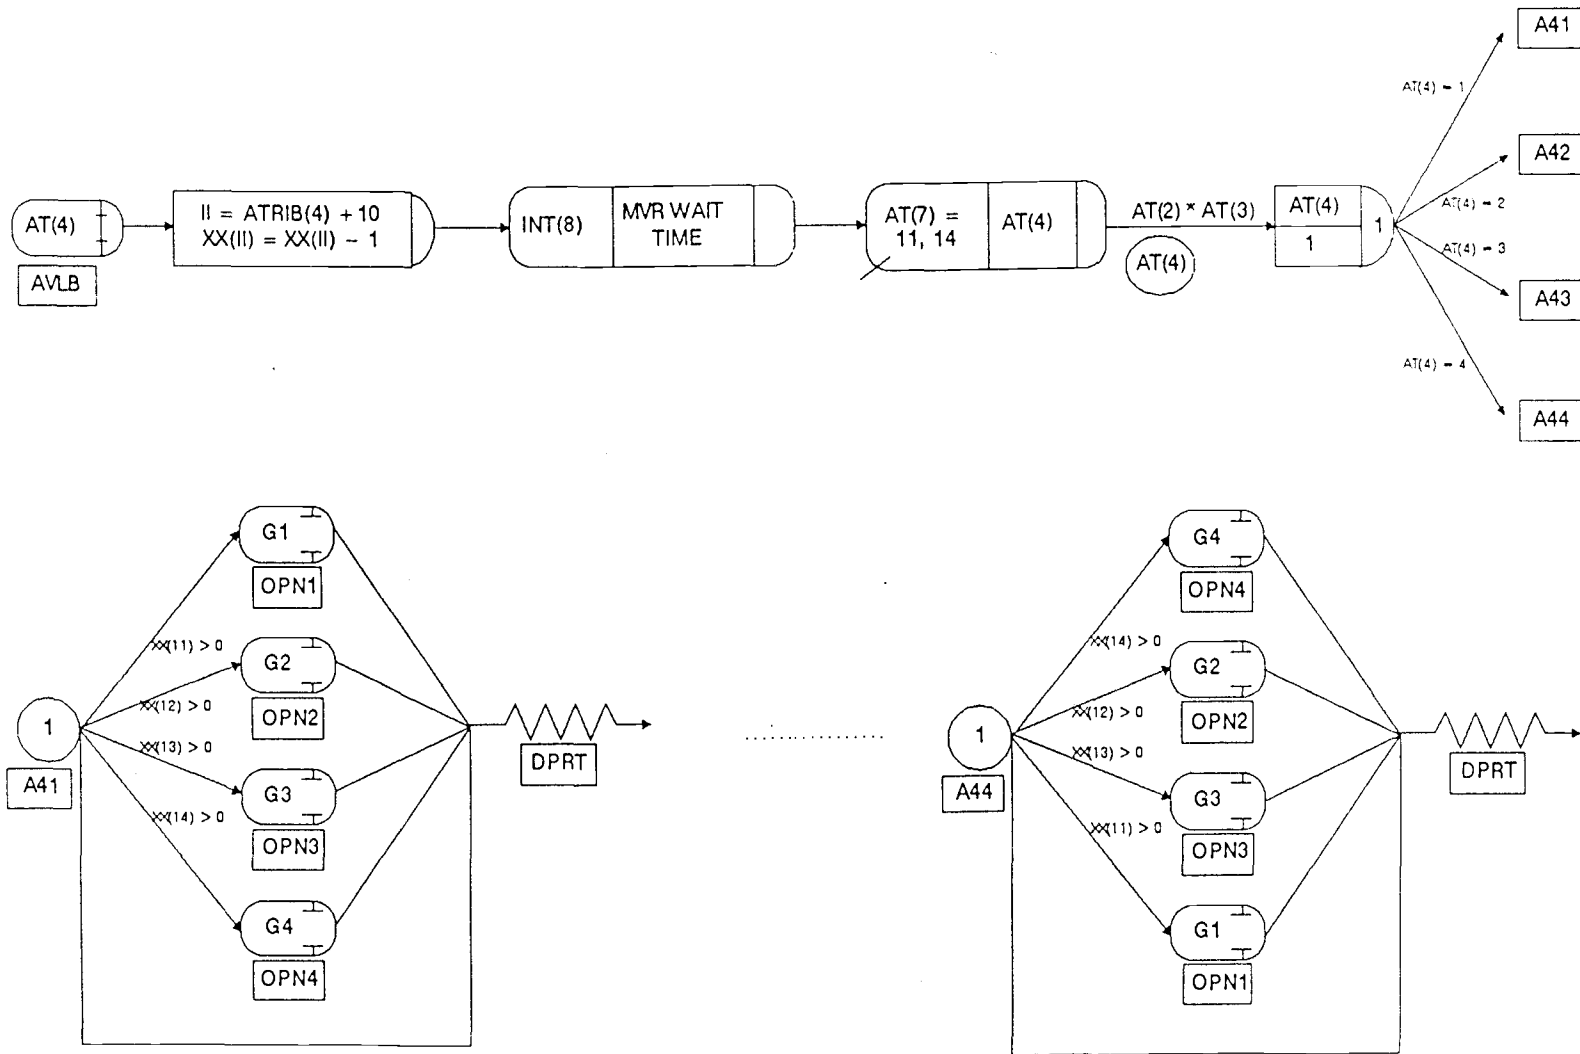 AT(4)
AVLB
II = ATRIB(4) + 10
XX(II) = XX(II) - 1
INT(8)
MVR WAIT
TIME
AT(7) =
11, 14
AT(4)
AT(2) * AT(3)
AT(4)
AT(4)
1
1
AT(4) = 1
AT(4) = 2
AT(4) = 3
AT(4) = 4
A41
A42
A43
A44
1
A41
XX(11) > 0
XX(12) > 0
XX(13) > 0
XX(14) > 0
G1
OPN1
G2
OPN2
G3
OPN3
G4
OPN4
DPRT
1
A44
XX(14) > 0
XX(12) > 0
XX(13) > 0
XX(11) > 0
G4
OPN4
G2
OPN2
G3
OPN3
G1
OPN1
DPRT